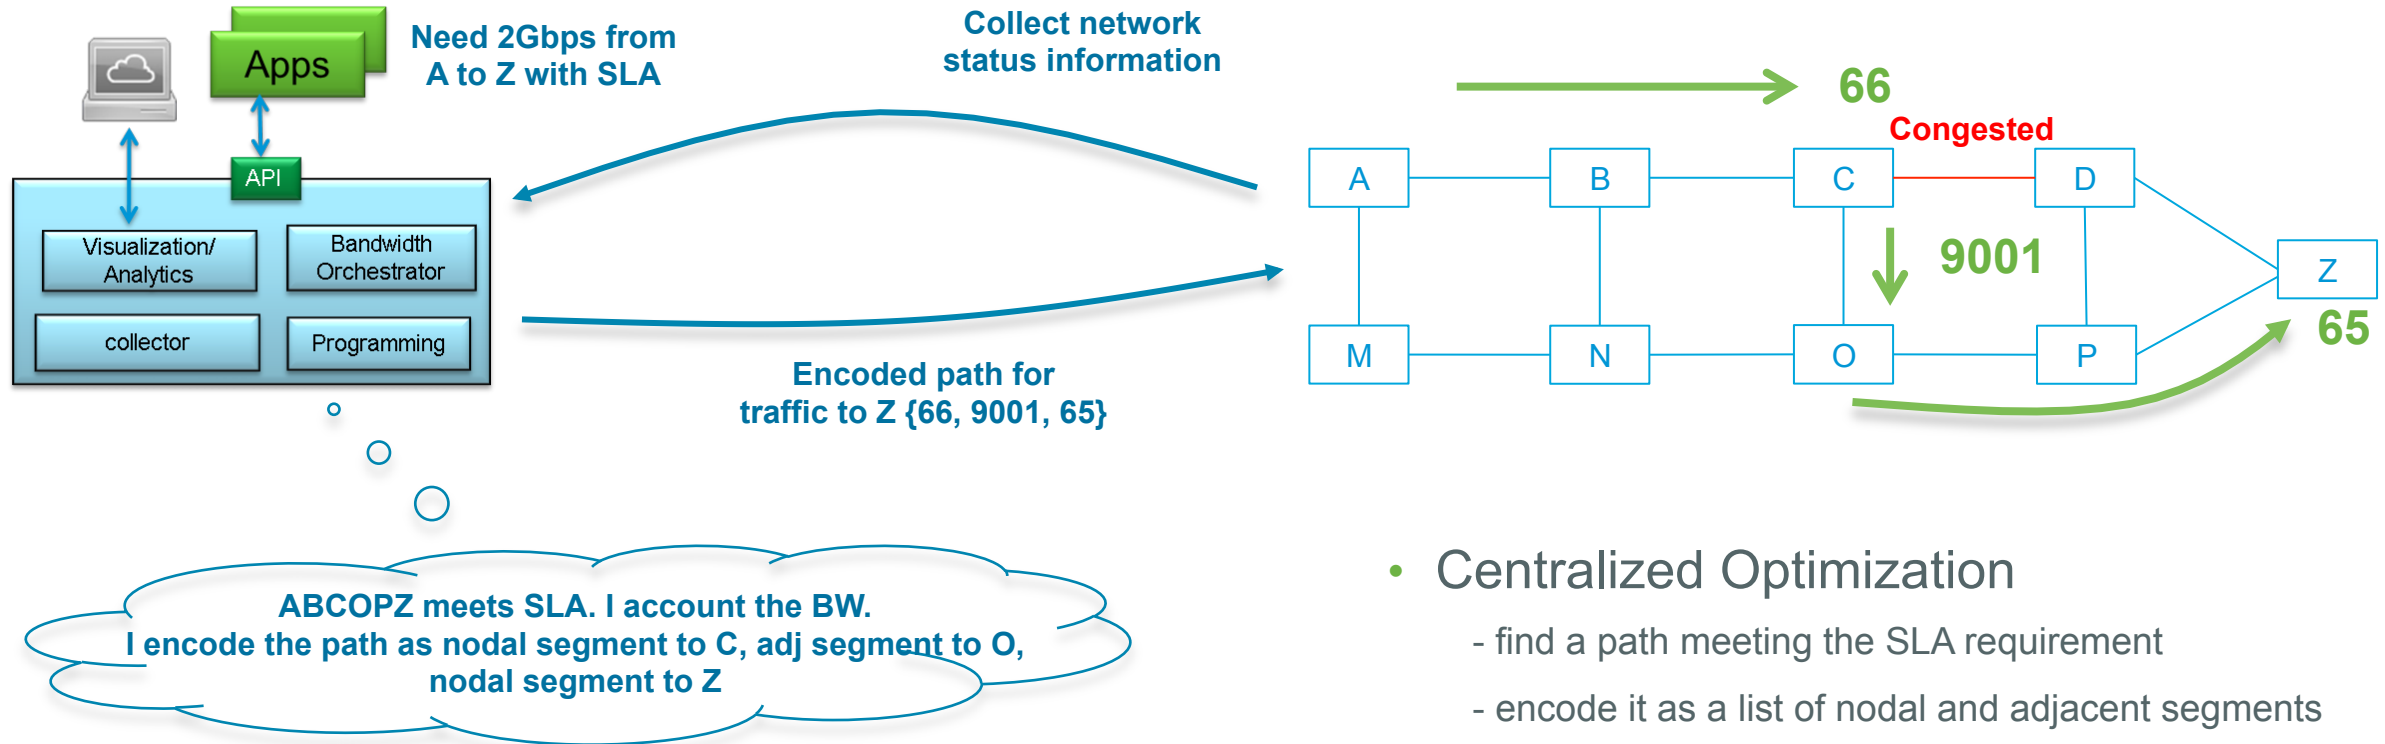 Apps
Need 2Gbps from
A to Z with SLA
Collect network
status information
API
Visualization/
Analytics
Bandwidth
Orchestrator
collector
Programming
Encoded path for
traffic to Z {66, 9001, 65}
66
Congested
A
B
C
D
9001
Z
65
M
N
O
P
ABCOPZ meets SLA. I account the BW.
I encode the path as nodal segment to C, adj segment to O,
nodal segment to Z
• Centralized Optimization
- find a path meeting the SLA requirement
- encode it as a list of nodal and adjacent segments